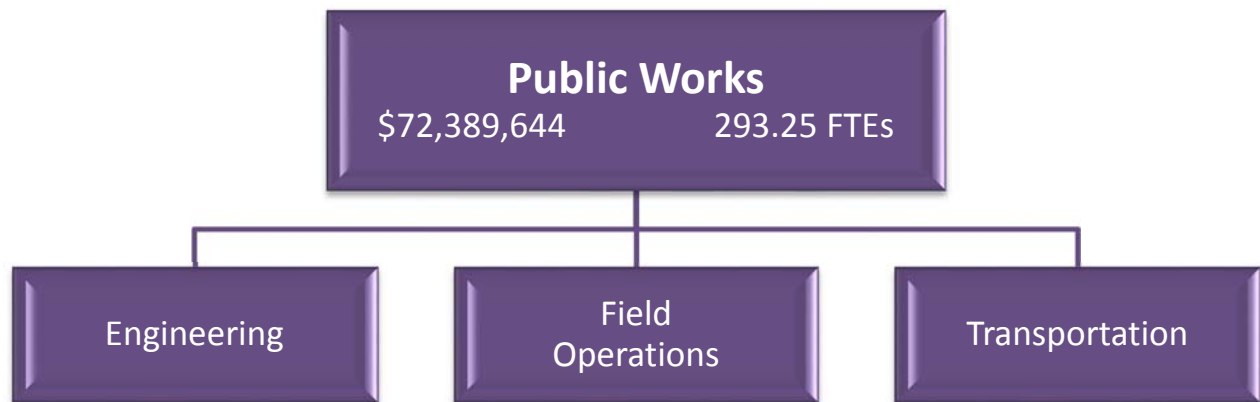 Public Works
$72,389,644 293.25 FTEs
Engineering
Field
Operations
Transportation